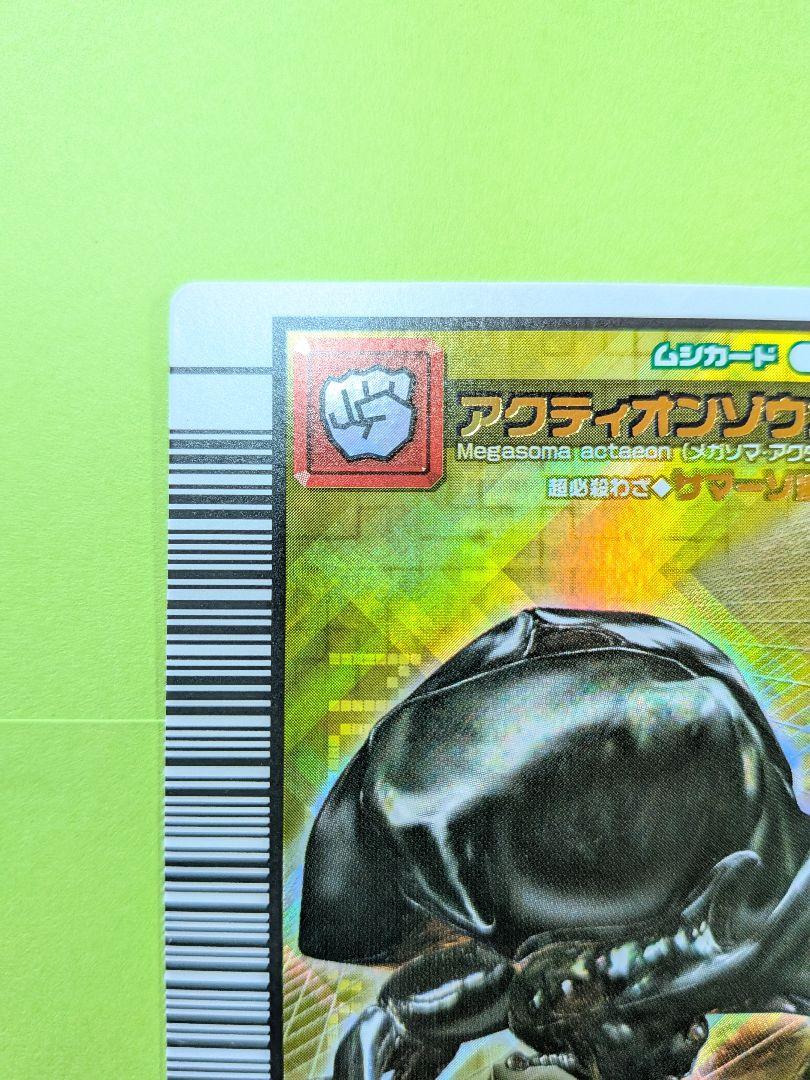 ムシカード
アクティオンゾウ
Megasoma actaeon (メガソマ・アク
超必殺わざ◆サマーソ